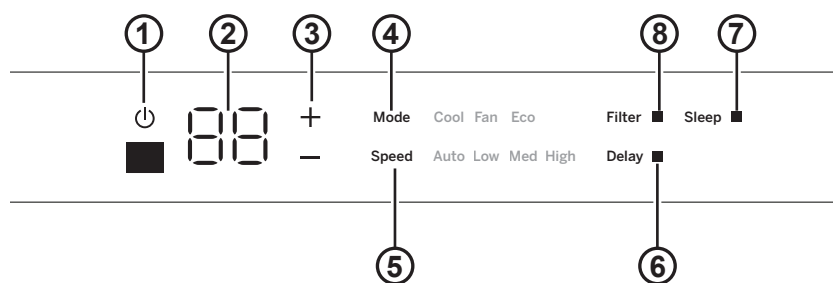 1 2 3 4 8 7
88 + Mode Cool Fan Eco Filter Sleep
− Speed Auto Low Med High Delay
5 6